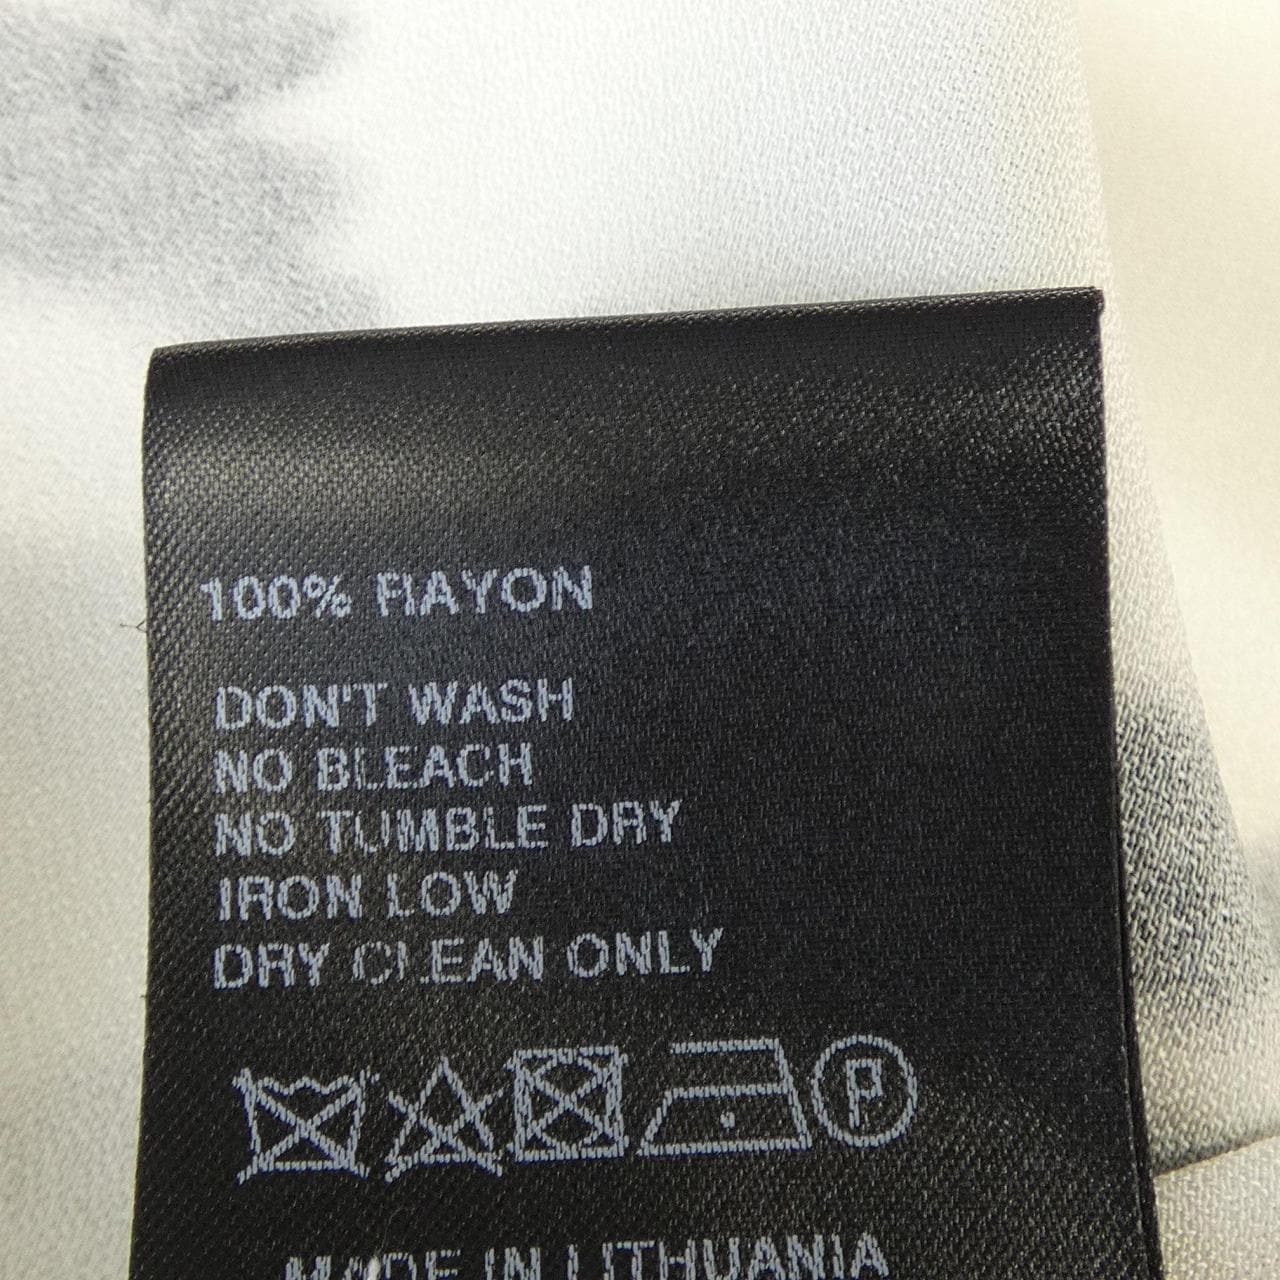 100% RAYON
DON'T WASH
NO BLEACH
NO TUMBLE DRY
IRON LOW
DRY CLEAN ONLY
P
MADE IN LITHUANIA